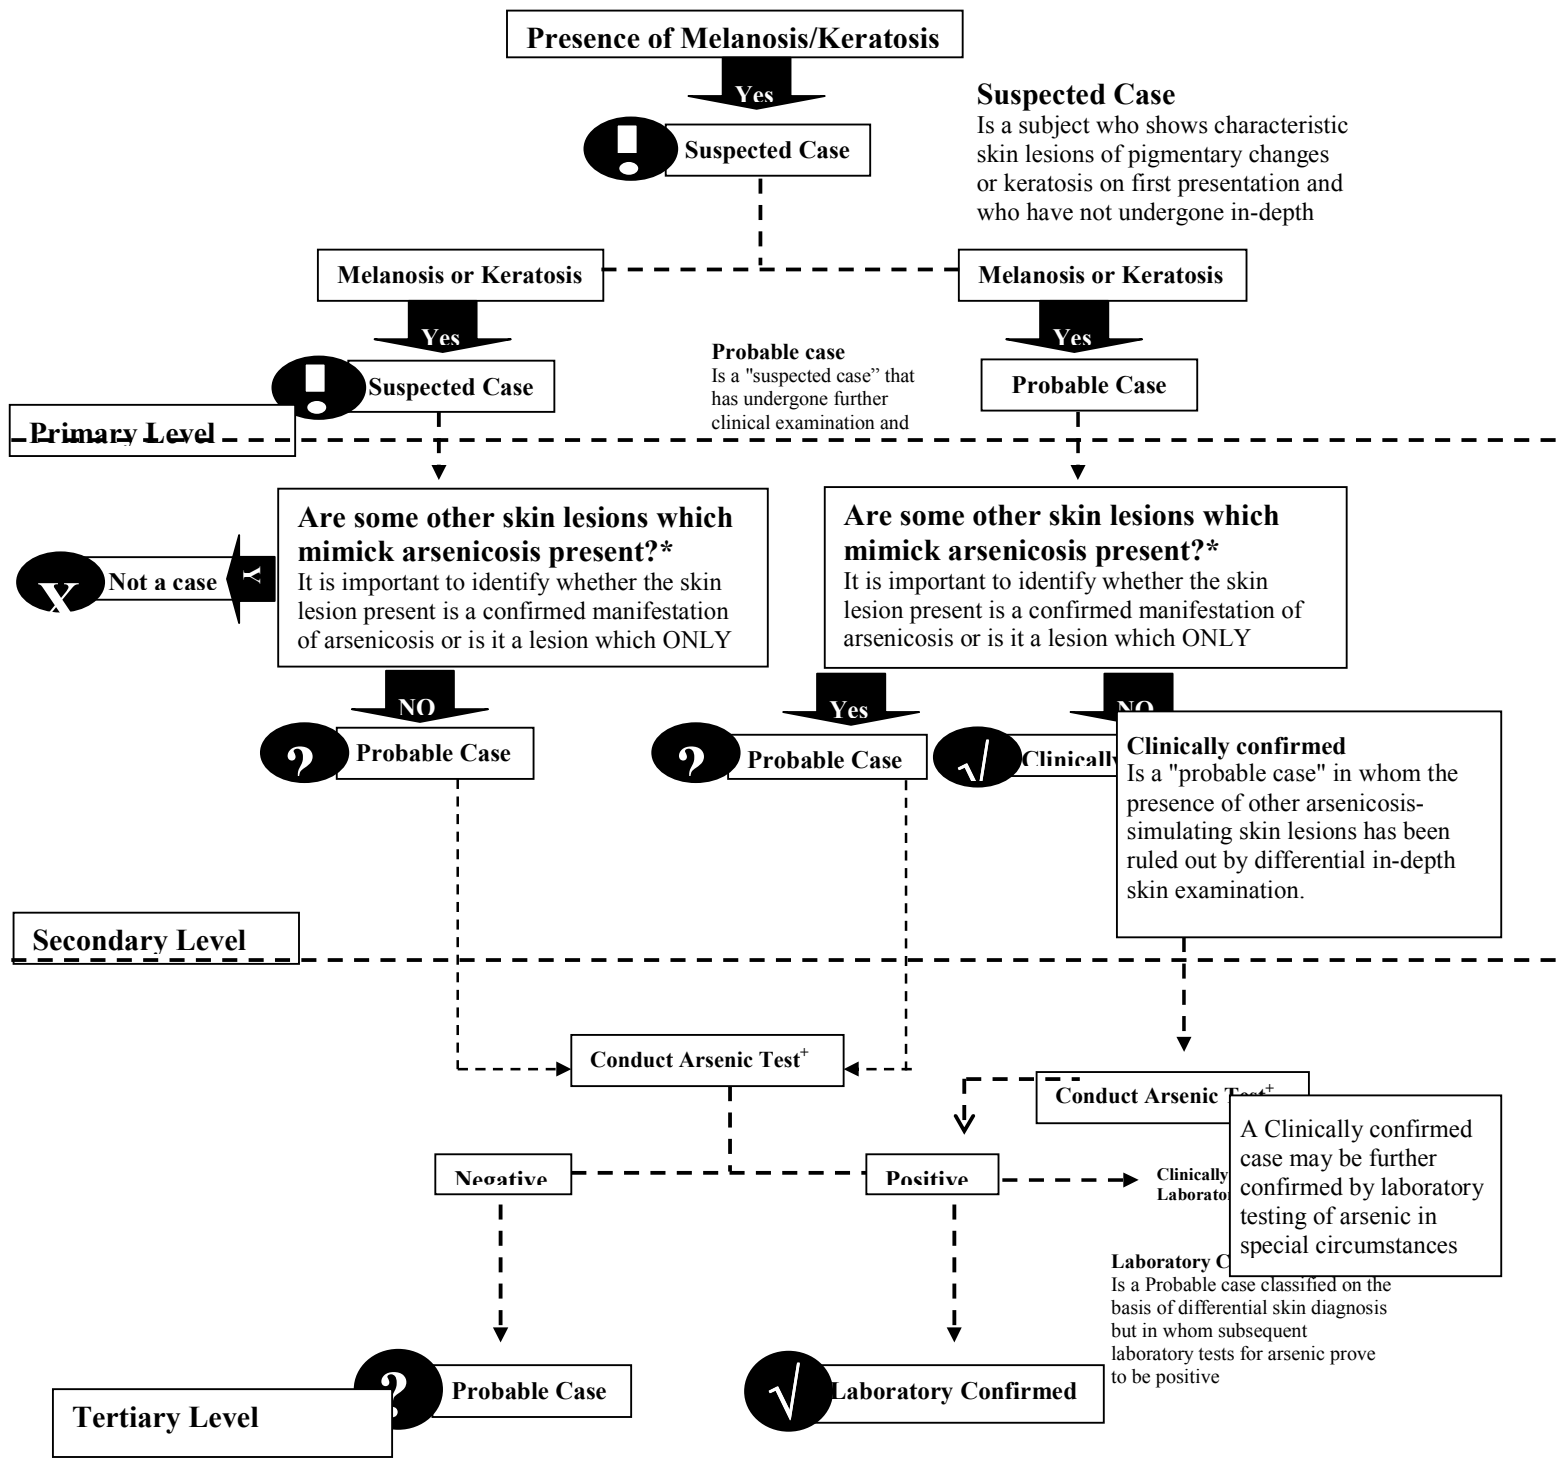 Presence of Melanosis/Keratosis
Yes
Suspected Case
Suspected Case
Is a subject who shows characteristic
skin lesions of pigmentary changes
or keratosis on first presentation and
who have not undergone in-depth
Melanosis or Keratosis
Melanosis or Keratosis
Yes
Yes
Suspected Case
Probable case
Is a "suspected case” that
has undergone further
clinical examination and
Probable Case
Primary Level
Are some other skin lesions which
mimick arsenicosis present?*
It is important to identify whether the skin
lesion present is a confirmed manifestation
of arsenicosis or is it a lesion which ONLY
Are some other skin lesions which
mimick arsenicosis present?*
It is important to identify whether the skin
lesion present is a confirmed manifestation of
arsenicosis or is it a lesion which ONLY
X
Not a case
Y
NO
Yes
NO
?
Probable Case
?
Probable Case
√
Clinically
Clinically confirmed
Is a "probable case" in whom the
presence of other arsenicosis-
simulating skin lesions has been
ruled out by differential in-depth
skin examination.
Secondary Level
Conduct Arsenic Test+
Conduct Arsenic Test+
A Clinically confirmed
case may be further
confirmed by laboratory
testing of arsenic in
special circumstances
Negative
Positive
Clinically
Laboratory C
Is a Probable case classified on the
basis of differential skin diagnosis
but in whom subsequent
laboratory tests for arsenic prove
to be positive
?
Probable Case
√
Laboratory Confirmed
Tertiary Level